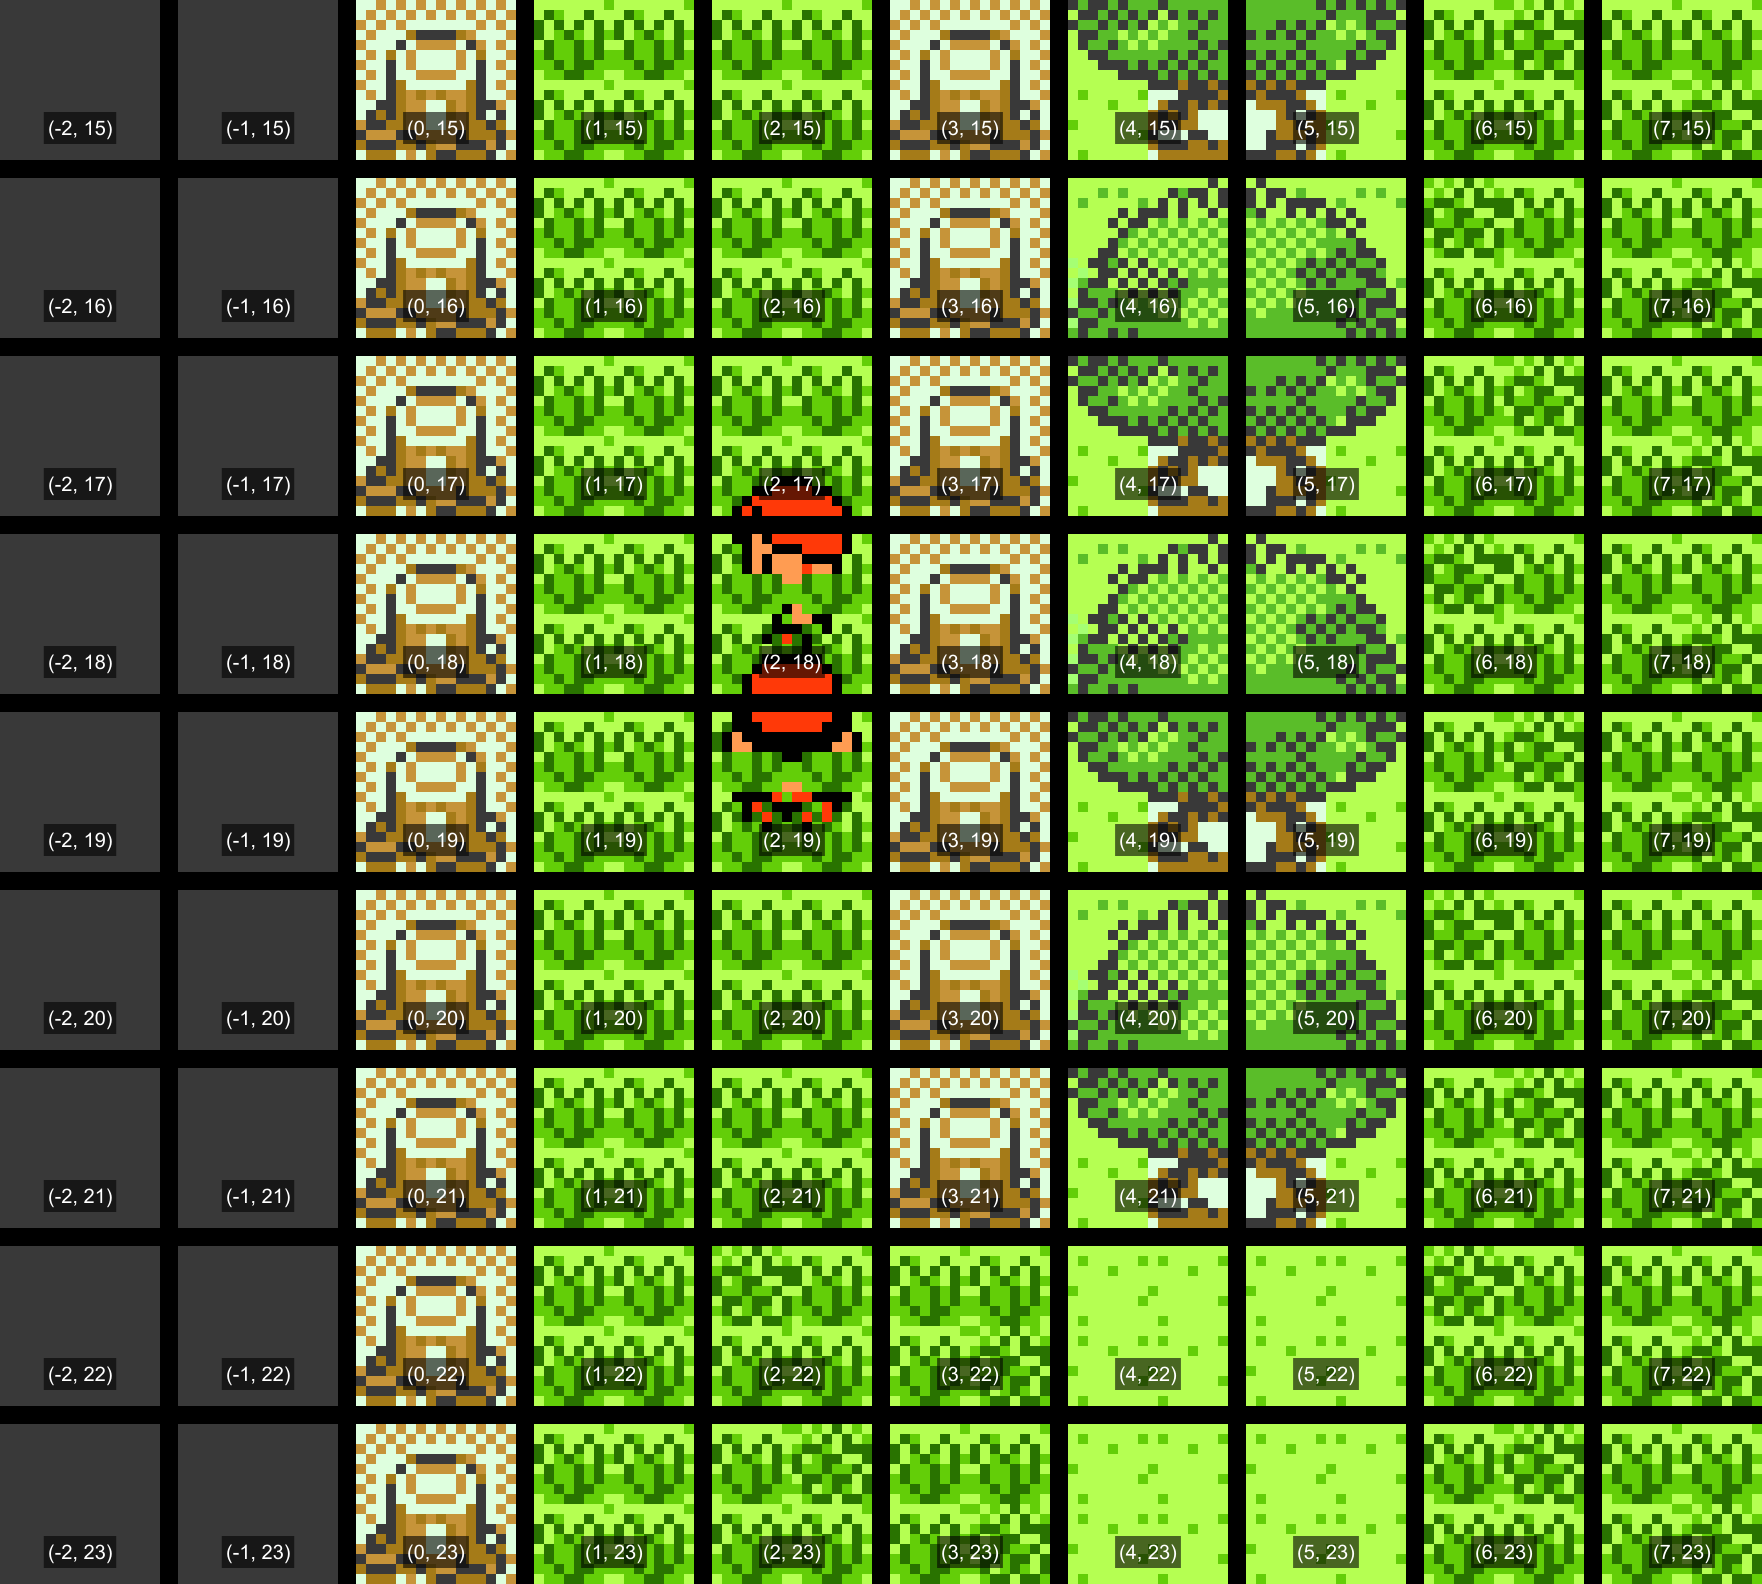 (-2, 15) (-1, 15) (0, 15) (1, 15) (2, 15) (3, 15) (4, 15) (5, 15) (6, 15) (7, 15)
(-2, 16) (-1, 16) (0, 16) (1, 16) (2, 16) (3, 16) (4, 16) (5, 16) (6, 16) (7, 16)
(-2, 17) (-1, 17) (0, 17) (1, 17) (2, 17) (3, 17) (4, 17) (5, 17) (6, 17) (7, 17)
(-2, 18) (-1, 18) (0, 18) (1, 18) (2, 18) (3, 18) (4, 18) (5, 18) (6, 18) (7, 18)
(-2, 19) (-1, 19) (0, 19) (1, 19) (2, 19) (3, 19) (4, 19) (5, 19) (6, 19) (7, 19)
(-2, 20) (-1, 20) (0, 20) (1, 20) (2, 20) (3, 20) (4, 20) (5, 20) (6, 20) (7, 20)
(-2, 21) (-1, 21) (0, 21) (1, 21) (2, 21) (3, 21) (4, 21) (5, 21) (6, 21) (7, 21)
(-2, 22) (-1, 22) (0, 22) (1, 22) (2, 22) (3, 22) (4, 22) (5, 22) (6, 22) (7, 22)
(-2, 23) (-1, 23) (0, 23) (1, 23) (2, 23) (3, 23) (4, 23) (5, 23) (6, 23) (7, 23)